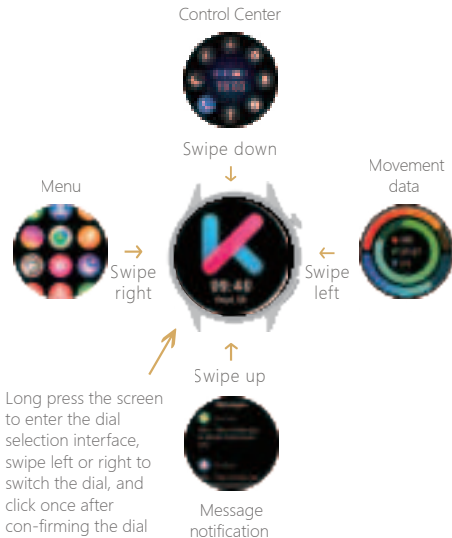 Control Center
19:03
Swipe down
↓
Movement
data
Menu
→
Swipe
right
←
Swipe
left
09:40
↑
Swipe up
Long press the screen
to enter the dial
selection interface,
swipe left or right to
switch the dial, and
click once after
con-firming the dial
Message
notification